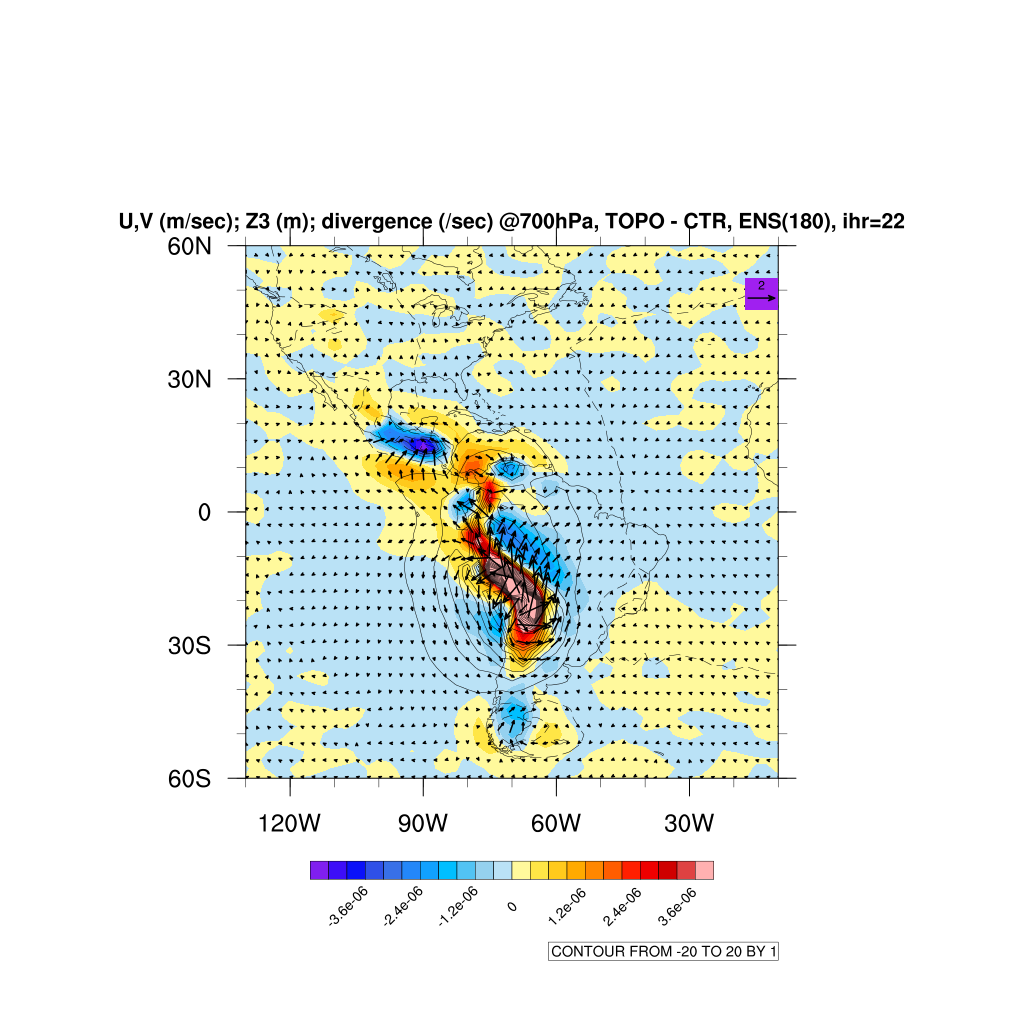 U,V (m/sec); Z3 (m); divergence (/sec) @700hPa, TOPO - CTR, ENS(180), ihr=22
60N
2
30N
0
30S
60S
120W 90W 60W 30W
-3.6e-06 -2.4e-06 -1.2e-06 0 1.2e-06 2.4e-06 3.6e-06
CONTOUR FROM -20 TO 20 BY 1